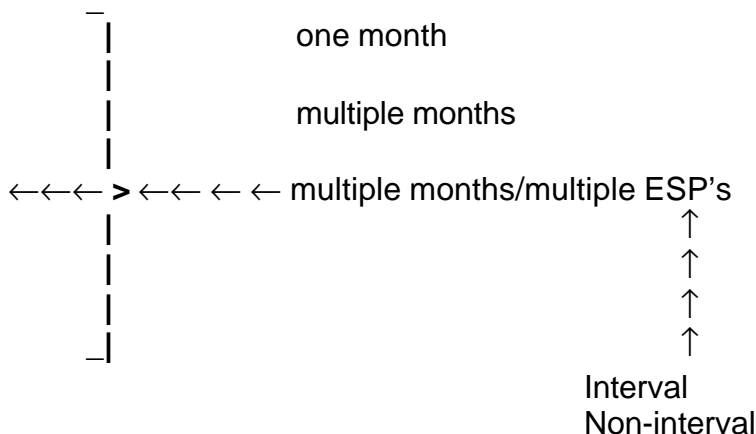 one month
multiple months
←←← > ←← ← ← multiple months/multiple ESP's
↑
↑
↑
↑
Interval
Non-interval